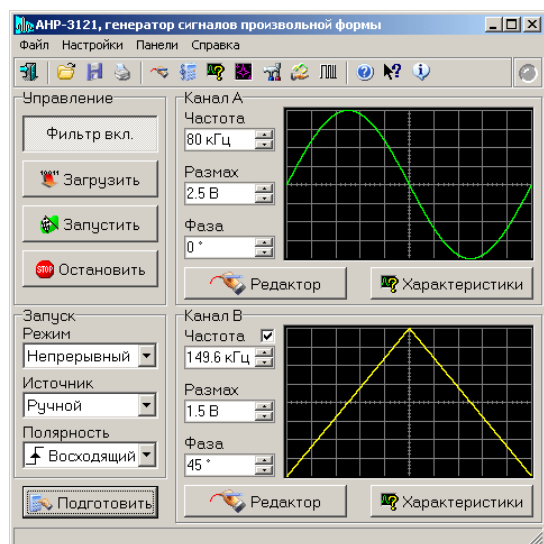 АНР-3121, генератор сигналов произвольной формы
Файл Настройки Панели Справка
Управление
Фильтр вкл.
Загрузить
Запустить
STOP Остановить
Канал А
Частота
80 кГц
Размах
2.5 В
Фаза
0 °
Редактор
Характеристики
Запуск
Режим
Непрерывный
Источник
Ручной
Полярность
Восходящий
Подготовить
Канал В
Частота
149.6 кГц
Размах
1.5 В
Фаза
45 °
Редактор
Характеристики